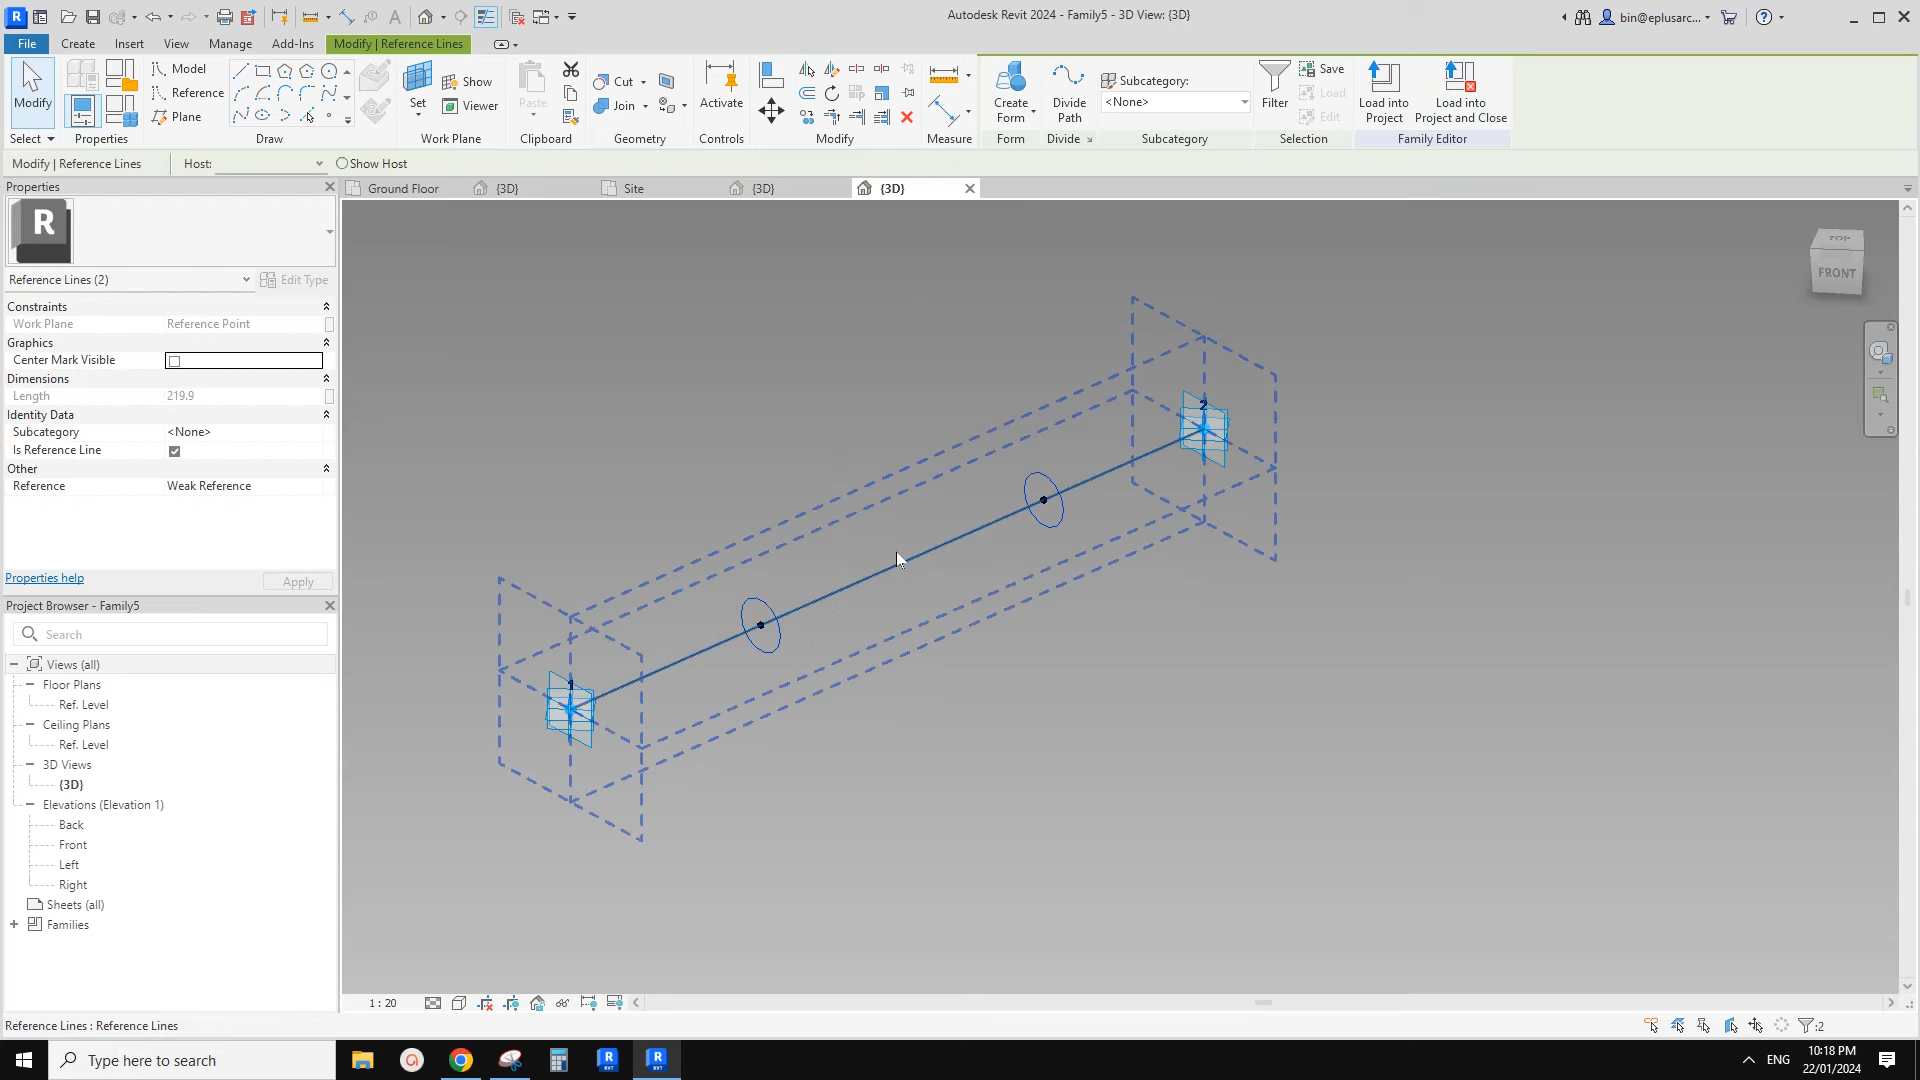 Autodesk Revit 2024 - Family5 - 3D View: {3D}
bin@eplusarc...
File Create Insert View Manage Add-Ins Modify | Reference Lines
Modify
Select
Properties
Model
Reference
Plane
Draw
Set
Show
Viewer
Work Plane
Paste
Clipboard
Cut
Join
Geometry
Activate
Controls
Modify
Measure
Create Form
Form
Divide Path
Divide
Subcategory:
<None>
Subcategory
Filter
Save
Load
Edit
Selection
Load into Project
Load into Project and Close
Family Editor
Modify | Reference Lines
Host:
Show Host
Properties
Ground Floor
{3D}
Site
{3D}
{3D}
R
Reference Lines (2)
Edit Type
Constraints
Work Plane Reference Point
Graphics
Center Mark Visible
Dimensions
Length 219.9
Identity Data
Subcategory <None>
Is Reference Line
Other
Reference Weak Reference
Properties help
Apply
Project Browser - Family5
Search
Views (all)
Floor Plans
Ref. Level
Ceiling Plans
Ref. Level
3D Views
{3D}
Elevations (Elevation 1)
Back
Front
Left
Right
Sheets (all)
Families
TOP
FRONT
2
1
1 : 20
Reference Lines : Reference Lines
:2
Type here to search
ENG
10:18 PM
22/01/2024